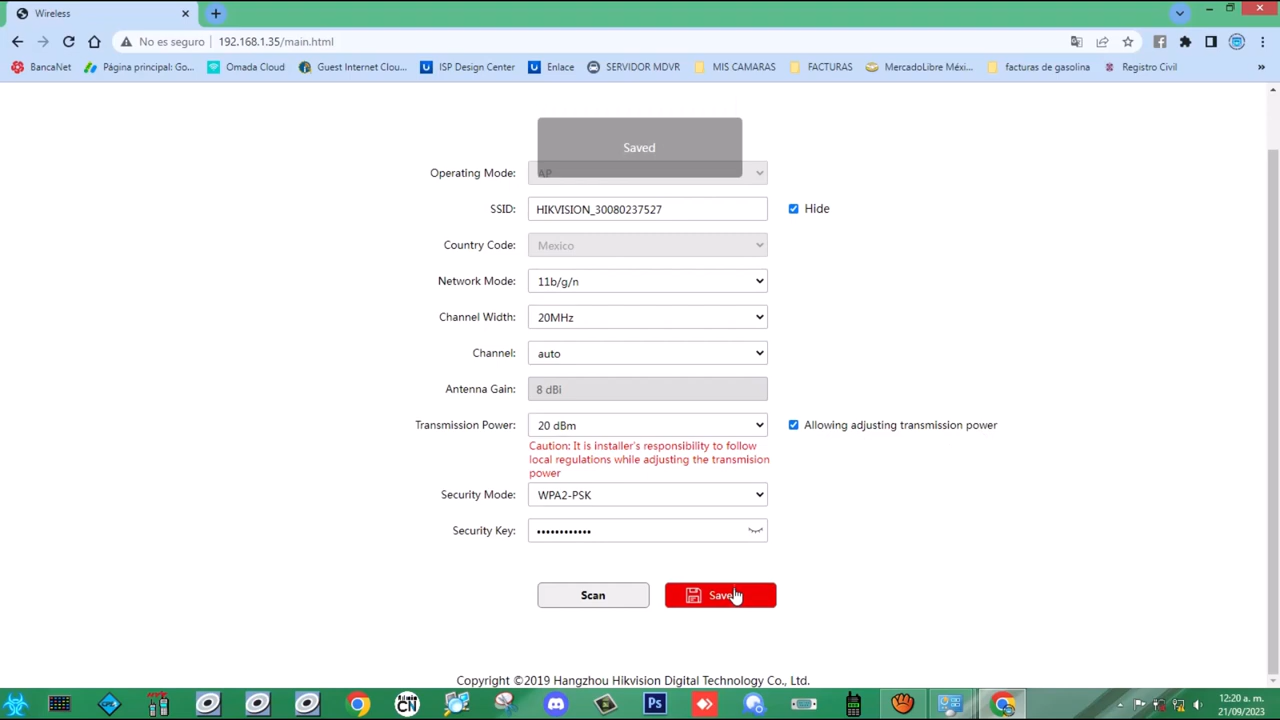 Wireless
No es seguro 192.168.1.35/main.html
BancaNet Página principal: Go... Omada Cloud Guest Internet Clou... ISP Design Center Enlace SERVIDOR MDVR MIS CAMARAS FACTURAS MercadoLibre Méxi... facturas de gasolina Registro Civil »
Saved
Operating Mode: AP
SSID: HIKVISION_30080237527 Hide
Country Code: Mexico
Network Mode: 11b/g/n
Channel Width: 20MHz
Channel: auto
Antenna Gain: 8 dBi
Transmission Power: 20 dBm Allowing adjusting transmission power
Caution: It is installer's responsibility to follow
local regulations while adjusting the transmision
power
Security Mode: WPA2-PSK
Security Key: ••••••••••••
Scan Save
Copyright ©2019 Hangzhou Hikvision Digital Technology Co., Ltd.
12:20 a. m.
21/09/2023